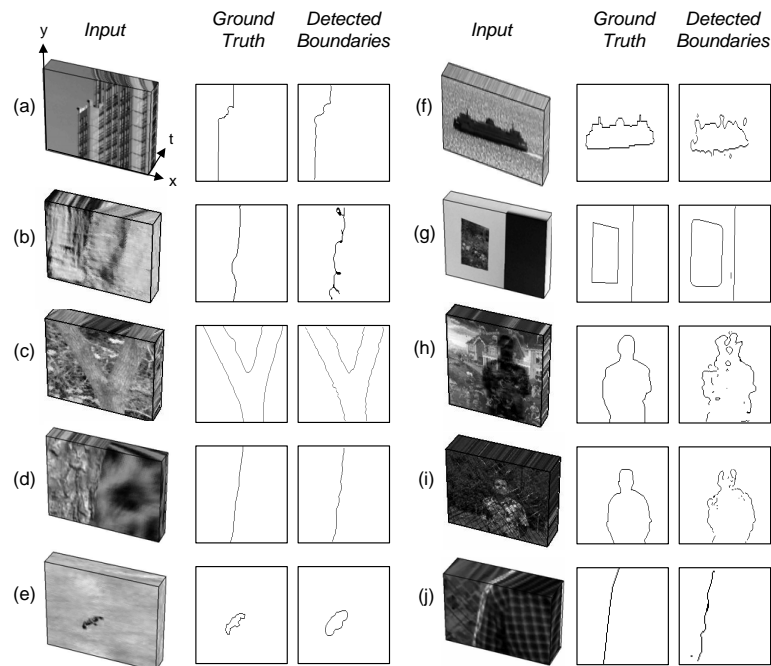 Input
Ground Truth
Detected Boundaries
Input
Ground Truth
Detected Boundaries
y
t
x
(a)
(b)
(c)
(d)
(e)
(f)
(g)
(h)
(i)
(j)